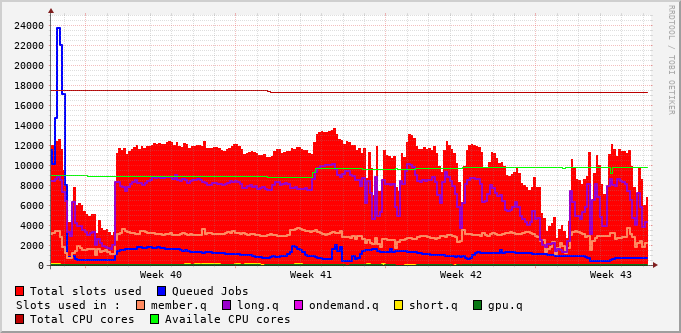 24000
22000
20000
18000
16000
14000
12000
10000
8000
6000
4000
2000
0
Week 40 Week 41 Week 42 Week 43
RRDTOOL / TOBI OETIKER
Total slots used Queued Jobs
Slots used in : member.q long.q ondemand.q short.q gpu.q
Total CPU cores Availale CPU cores